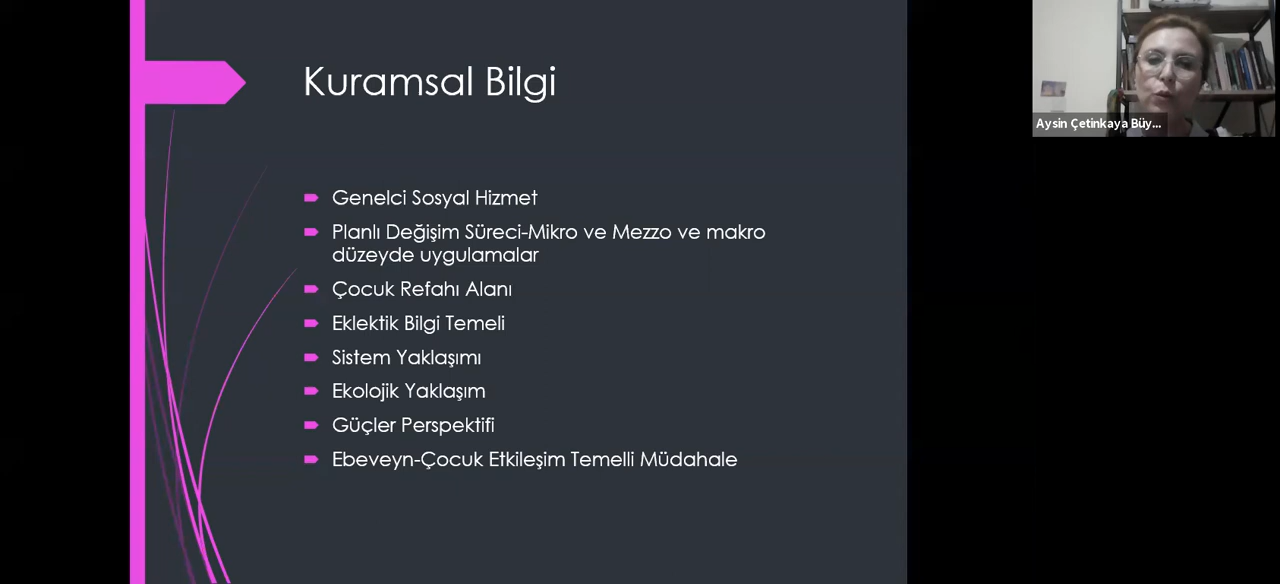 Kuramsal Bilgi
Genelci Sosyal Hizmet
Planlı Değişim Süreci-Mikro ve Mezzo ve makro
düzeyde uygulamalar
Çocuk Refahı Alanı
Eklektik Bilgi Temeli
Sistem Yaklaşımı
Ekolojik Yaklaşım
Güçler Perspektifi
Ebeveyn-Çocuk Etkileşim Temelli Müdahale
Aysin Çetinkaya Büy...